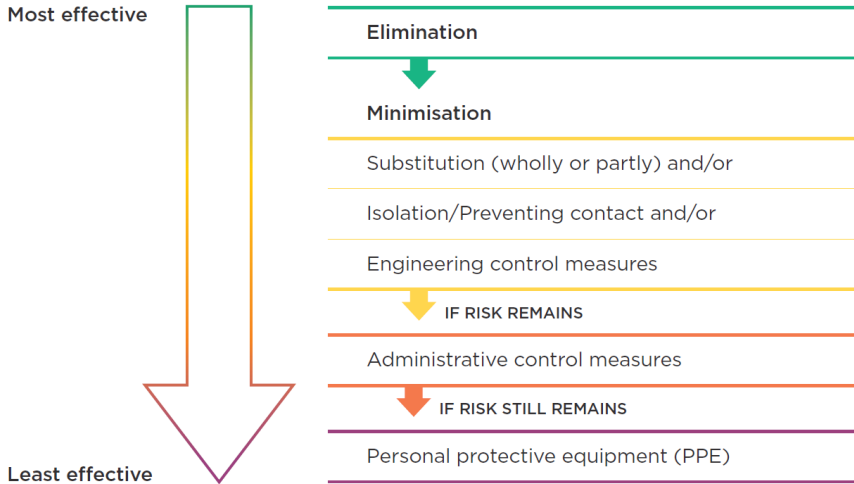 Most effective
Elimination
Minimisation
Substitution (wholly or partly) and/or
Isolation/Preventing contact and/or
Engineering control measures
IF RISK REMAINS
Administrative control measures
IF RISK STILL REMAINS
Personal protective equipment (PPE)
Least effective